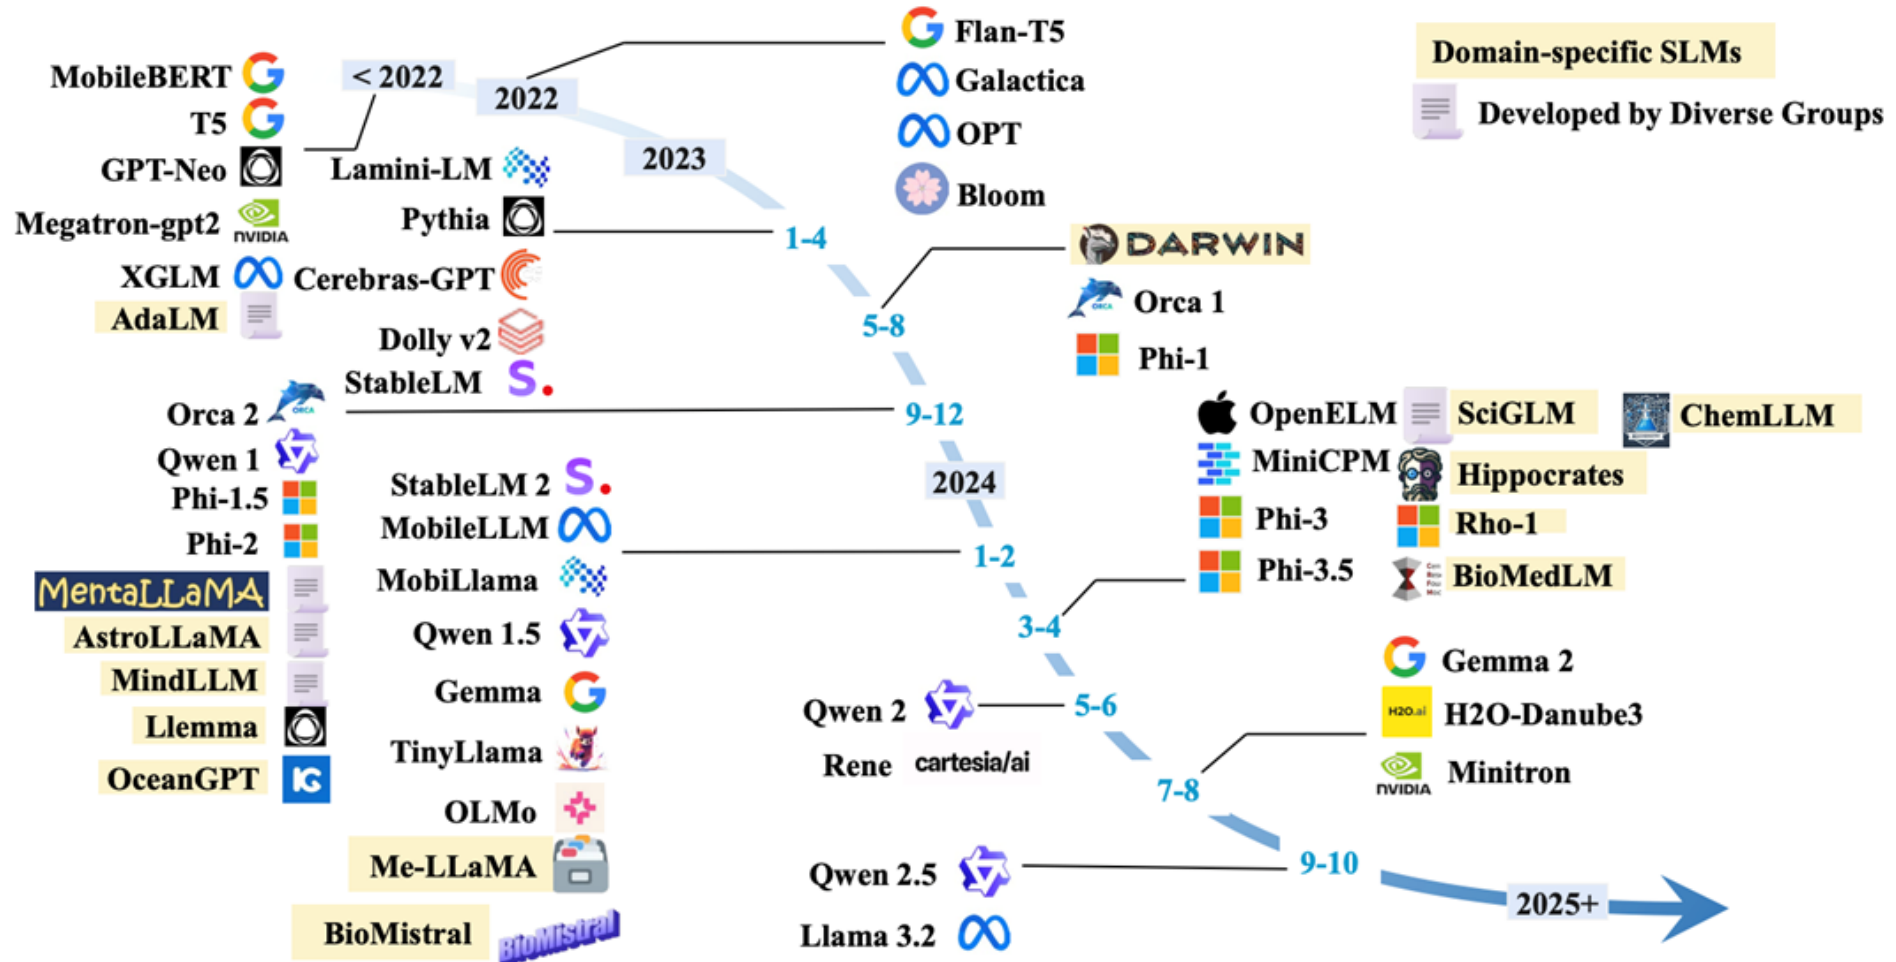 MobileBERT
T5
GPT-Neo
Megatron-gpt2
NVIDIA
XGLM
AdaLM
< 2022
2022
2023
Flan-T5
Galactica
OPT
Bloom
Domain-specific SLMs
Developed by Diverse Groups
Lamini-LM
Pythia
Cerebras-GPT
Dolly v2
StableLM
S.
1-4
DARWIN
ORCA
Orca 1
Phi-1
5-8
Orca 2
ORCA
Qwen 1
Phi-1.5
Phi-2
MentaLLaMA
AstroLLaMA
MindLLM
Llemma
OceanGPT
9-12
2024
StableLM 2
S.
MobileLLM
MobiLlama
Qwen 1.5
Gemma
TinyLlama
OLMo
Me-LLaMA
BioMistral
BioMistral
1-2
OpenELM
MiniCPM
Phi-3
Phi-3.5
SciGLM
ChemLLM
Hippocrates
Rho-1
BioMedLM
3-4
Qwen 2
Rene
cartesia/ai
5-6
Gemma 2
H2O.ai
H2O-Danube3
NVIDIA
Minitron
7-8
Qwen 2.5
Llama 3.2
9-10
2025+